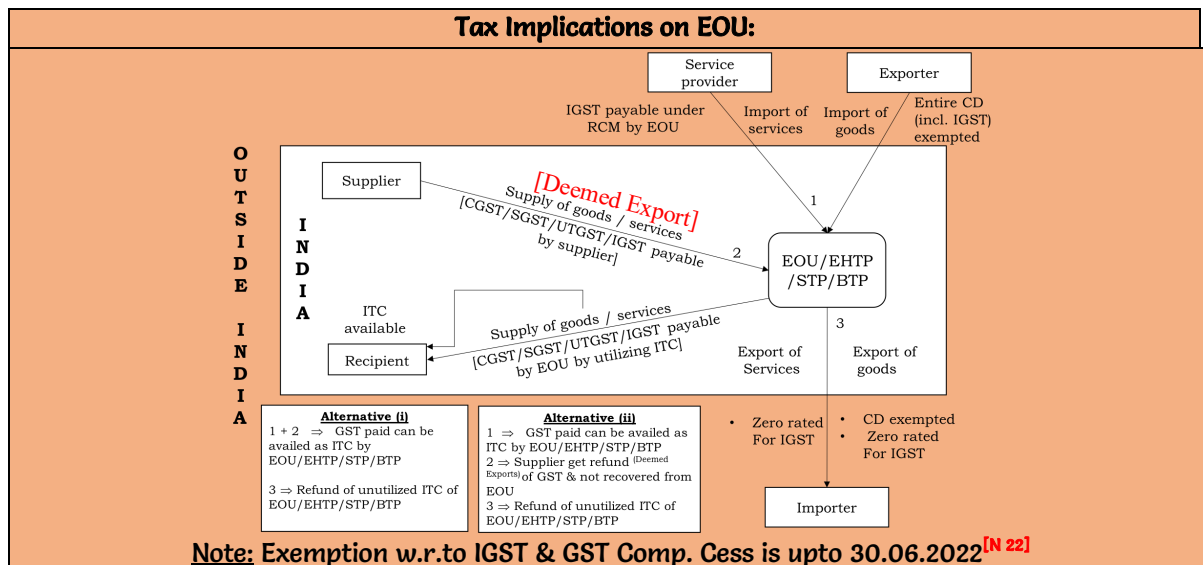 Tax Implications on EOU:
Service
provider
Exporter
IGST payable under
RCM by EOU
Import of
services
Import of
goods
Entire CD
(incl. IGST)
exempted
OUTSIDE INDIA
INDIA
Supplier
[Deemed Export]
Supply of goods / services
[CGST/SGST/UTGST/IGST payable
by supplier]
1
2
EOU/EHTP
/STP/BTP
3
ITC
available
Recipient
Supply of goods / services
[CGST/SGST/UTGST/IGST payable
by EOU by utilizing ITC]
Export of
Services
Export of
goods
Alternative (i)
1 + 2 ⇒ GST paid can be
availed as ITC by
EOU/EHTP/STP/BTP
3 ⇒ Refund of unutilized ITC of
EOU/EHTP/STP/BTP
Alternative (ii)
1 ⇒ GST paid can be availed as
ITC by EOU/EHTP/STP/BTP
2 ⇒ Supplier get refund (Deemed
Exports) of GST & not recovered from
EOU
3 ⇒ Refund of unutilized ITC of
EOU/EHTP/STP/BTP
• Zero rated
For IGST
• CD exempted
• Zero rated
For IGST
Importer
Note: Exemption w.r.to IGST & GST Comp. Cess is upto 30.06.2022[N 22]